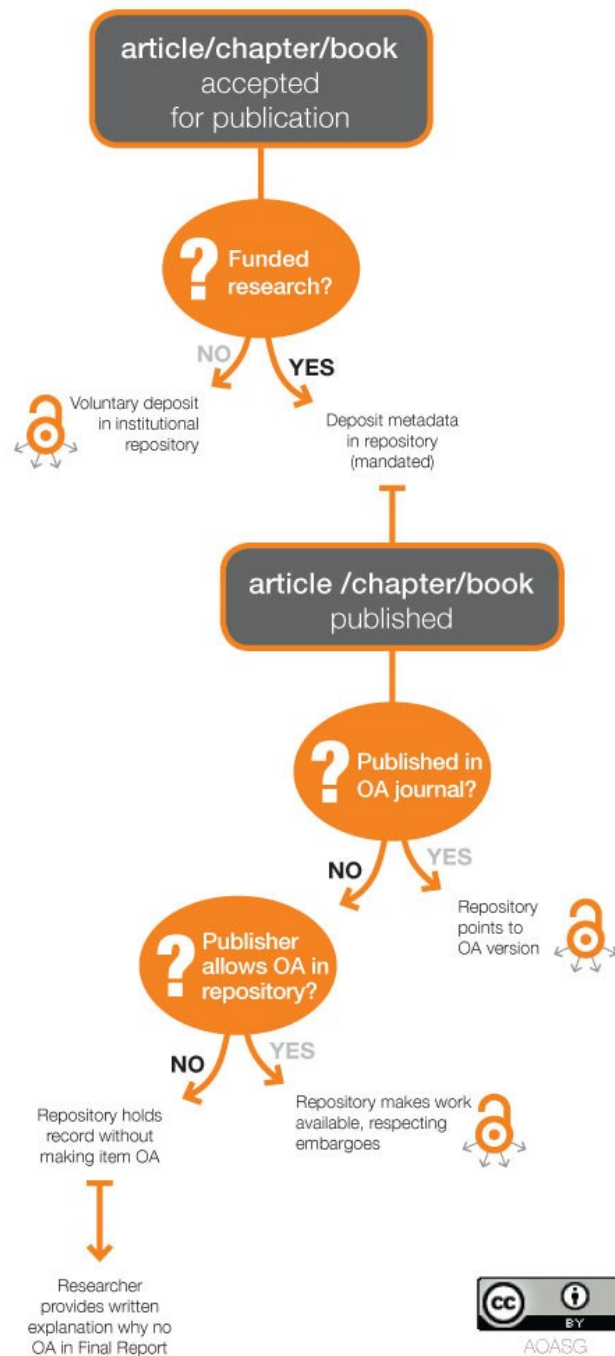 article/chapter/book
accepted
for publication
?
Funded
research?
NO
YES
Voluntary deposit
in institutional
repository
Deposit metadata
in repository
(mandated)
article /chapter/book
published
?
Published in
OA journal?
NO
YES
Repository
points to
OA version
?
Publisher
allows OA in
repository?
NO
YES
Repository holds
record without
making item OA
Repository makes work
available, respecting
embargoes
Researcher
provides written
explanation why no
OA in Final Report
cc
BY
AOASG